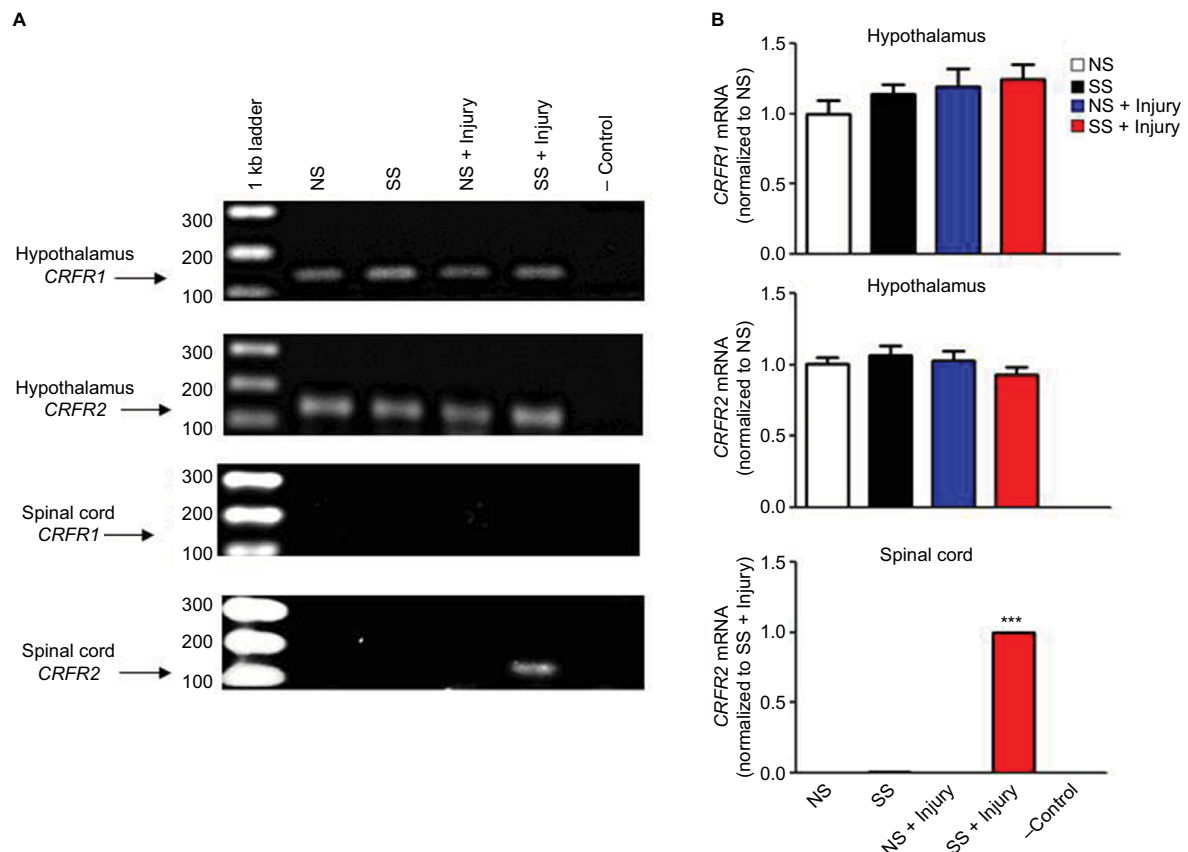 A
1 kb ladder
NS
SS
NS + Injury
SS + Injury
– Control
Hypothalamus
CRFR1
300
200
100
Hypothalamus
CRFR2
300
200
100
Spinal cord
CRFR1
300
200
100
Spinal cord
CRFR2
300
200
100
B
Hypothalamus
CRFR1 mRNA
(normalized to NS)
1.5
1.0
0.5
0.0
NS
SS
NS + Injury
SS + Injury
Hypothalamus
CRFR2 mRNA
(normalized to NS)
1.5
1.0
0.5
0.0
Spinal cord
CRFR2 mRNA
(normalized to SS + Injury)
1.5
1.0
0.5
0.0
***
NS
SS
NS + Injury
SS + Injury
–Control